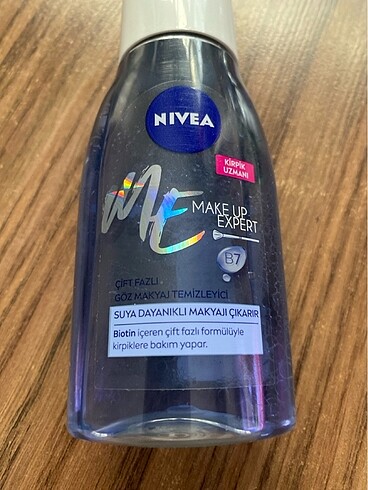 NIVEA
KİRPİK
UZMANI
ME MAKE UP
EXPERT
B7
ÇİFT FAZLI
GÖZ MAKYAJ TEMİZLEYİCİ
SUYA DAYANIKLI MAKYAJI ÇIKARIR
Biotin içeren çift fazlı formülüyle
kirpiklere bakım yapar.